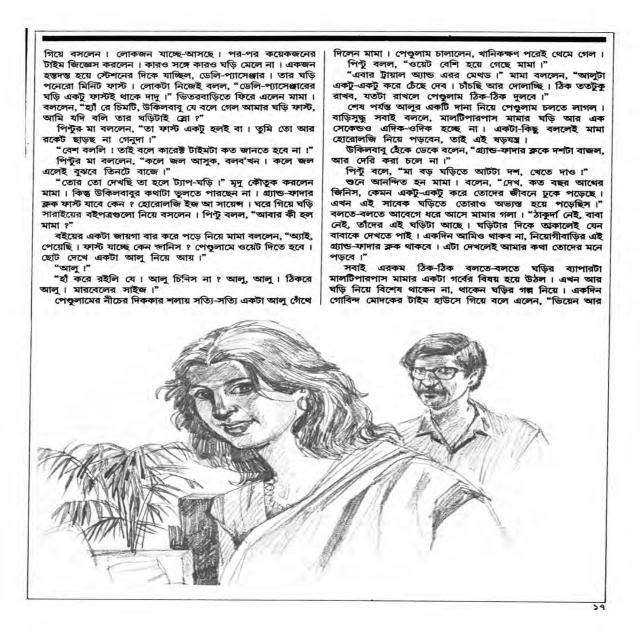 গিয়ে বসলেন। লোকজন যাচ্ছে-আসছে। পর-পর কয়েকজনের
টাইম জিজ্ঞেস করলেন। কারও সঙ্গে কারও ঘড়ি মেলে না। একজন
হন্তদন্ত হয়ে স্টেশনের দিকে যাচ্ছিল, ডেলি-প্যাসেঞ্জার। তার ঘড়ি
পনেরো মিনিট ফাস্ট। লোকটা নিজেই বলল, “ডেলি-প্যাসেঞ্জারের
ঘড়ি একটু ফাস্টই থাকে দাদু।” ভিতরবাড়িতে ফিরে এলেন মামা।
বললেন, “হ্যাঁ রে চিমটি, উকিলবাবু যে বলে গেল আমার ঘড়ি ফাস্ট,
আমি যদি বলি তার ঘড়িটাই স্লো ?”
পিন্টুর মা বললেন, “তা ফাস্ট একটু হলই বা। তুমি তো আর
রকেট ছাড়ছ না গেনুদা।”
“বেশ বললি ! তাই বলে কারেক্ট টাইমটা কত জানতে হবে না।”
পিন্টুর মা বললেন, “কলে জল আসুক, বলব'খন। কলে জল
এলেই বুঝবে তিনটে বাজে।”
“তোর তো দেখছি তা হলে ট্যাপ-ঘড়ি।” মৃদু কৌতুক করলেন
মামা। কিন্তু উকিলবাবুর কথাটা ভুলতে পারছেন না। গ্র্যান্ড-ফাদার
ক্লক ফাস্ট যাবে কেন ? হোরোলজি ইজ আ সায়েন্স। ঘরে গিয়ে ঘড়ি
সারাইয়ের বইপত্রগুলো নিয়ে বসলেন। পিন্টু বলল, “আবার কী হল
মামা ?”
বইয়ের একটা জায়গা বার করে পড়ে নিয়ে মামা বললেন, “অ্যাই,
পেয়েছি। ফাস্ট যাচ্ছে কেন জানিস ? পেণ্ডুলামে ওয়েট দিতে হবে।
ছোট দেখে একটা আলু নিয়ে আয়।”
“আলু !”
“হাঁ করে রইলি যে। আলু চিনিস না ? আলু, আলু। ঠিকরে
আলু। মারবেলের সাইজ।”
পেণ্ডুলামের নীচের দিককার শলায় সত্যি-সত্যি একটা আলু গেঁথে
দিলেন মামা। পেণ্ডুলাম চালালেন, খানিকক্ষণ পরেই থেমে গেল।
পিন্টু বলল, “ওয়েট বেশি হয়ে গেছে মামা।”
“এবার ট্রায়াল অ্যান্ড এরর মেথড।” মামা বললেন, “আলুটা
একটু-একটু করে চেঁছে দেব। চাঁচছি আর দোলাচ্ছি। ঠিক ততটুকু
রাখব, যতটা রাখলে পেণ্ডুলাম ঠিক-ঠিক দুলবে।”
শেষ পর্যন্ত আলুর একটি দানা নিয়ে পেণ্ডুলাম চলতে লাগল।
বাড়িসুদ্ধু সবাই বললে, মালটিপারপাস মামার ঘড়ি আর এক
সেকেন্ডও এদিক-ওদিক হচ্ছে না। একটা-কিছু বললেই মামা
হোরোলজি নিয়ে পড়বেন, তাই এই ষড়যন্ত্র।
উকিলবাবু হেঁকে ডেকে বলেন, “গ্র্যান্ড-ফাদার ক্লকে দশটা বাজল,
আর দেরি করা চলে না।”
পিন্টু বলে, “মা বড় ঘড়িতে আটটা দশ, খেতে দাও।”
শুনে আনন্দিত হন মামা। বলেন, “দেখ, কত বছর আগের
জিনিস, কেমন একটু-একটু করে তোদের জীবনে ঢুকে পড়েছে।
এখন এই সাবেক ঘড়িতে তোরাও অভ্যস্ত হয়ে পড়েছিস।”
বলতে-বলতে আবেগে ধরে আসে মামার গলা। “ঠাকুর্দা নেই, বাবা
নেই, তাঁদের এই ঘড়িটা আছে। ঘড়িটার দিকে তাকালেই যেন
বাবাকে দেখতে পাই। একদিন আমিও থাকব না, নিয়োগীবাড়ির এই
গ্র্যান্ড-ফাদার ক্লক থাকবে। এটা দেখলেই আমার কথা তোদের মনে
পড়বে।”
সবাই এরকম ঠিক-ঠিক বলতে-বলতে ঘড়ির ব্যাপারটা
মালটিপারপাস মামার একটা গর্বের বিষয় হয়ে উঠল। এখন আর
ঘড়ি নিয়ে বিশেষ থাকেন না, থাকেন ঘড়ির গল্প নিয়ে। একদিন
গোবিন্দ মোদকের টাইম হাউসে গিয়ে বলে এলেন, “ভিয়েন আর
১৭